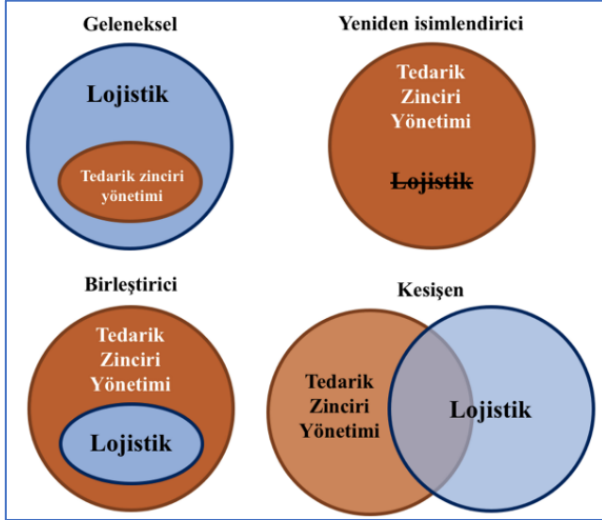 Geleneksel
Lojistik
Tedarik zinciri
yönetimi
Yeniden isimlendirici
Tedarik
Zinciri
Yönetimi
Lojistik
Birleştirici
Tedarik
Zinciri
Yönetimi
Lojistik
Kesişen
Tedarik
Zinciri
Yönetimi
Lojistik